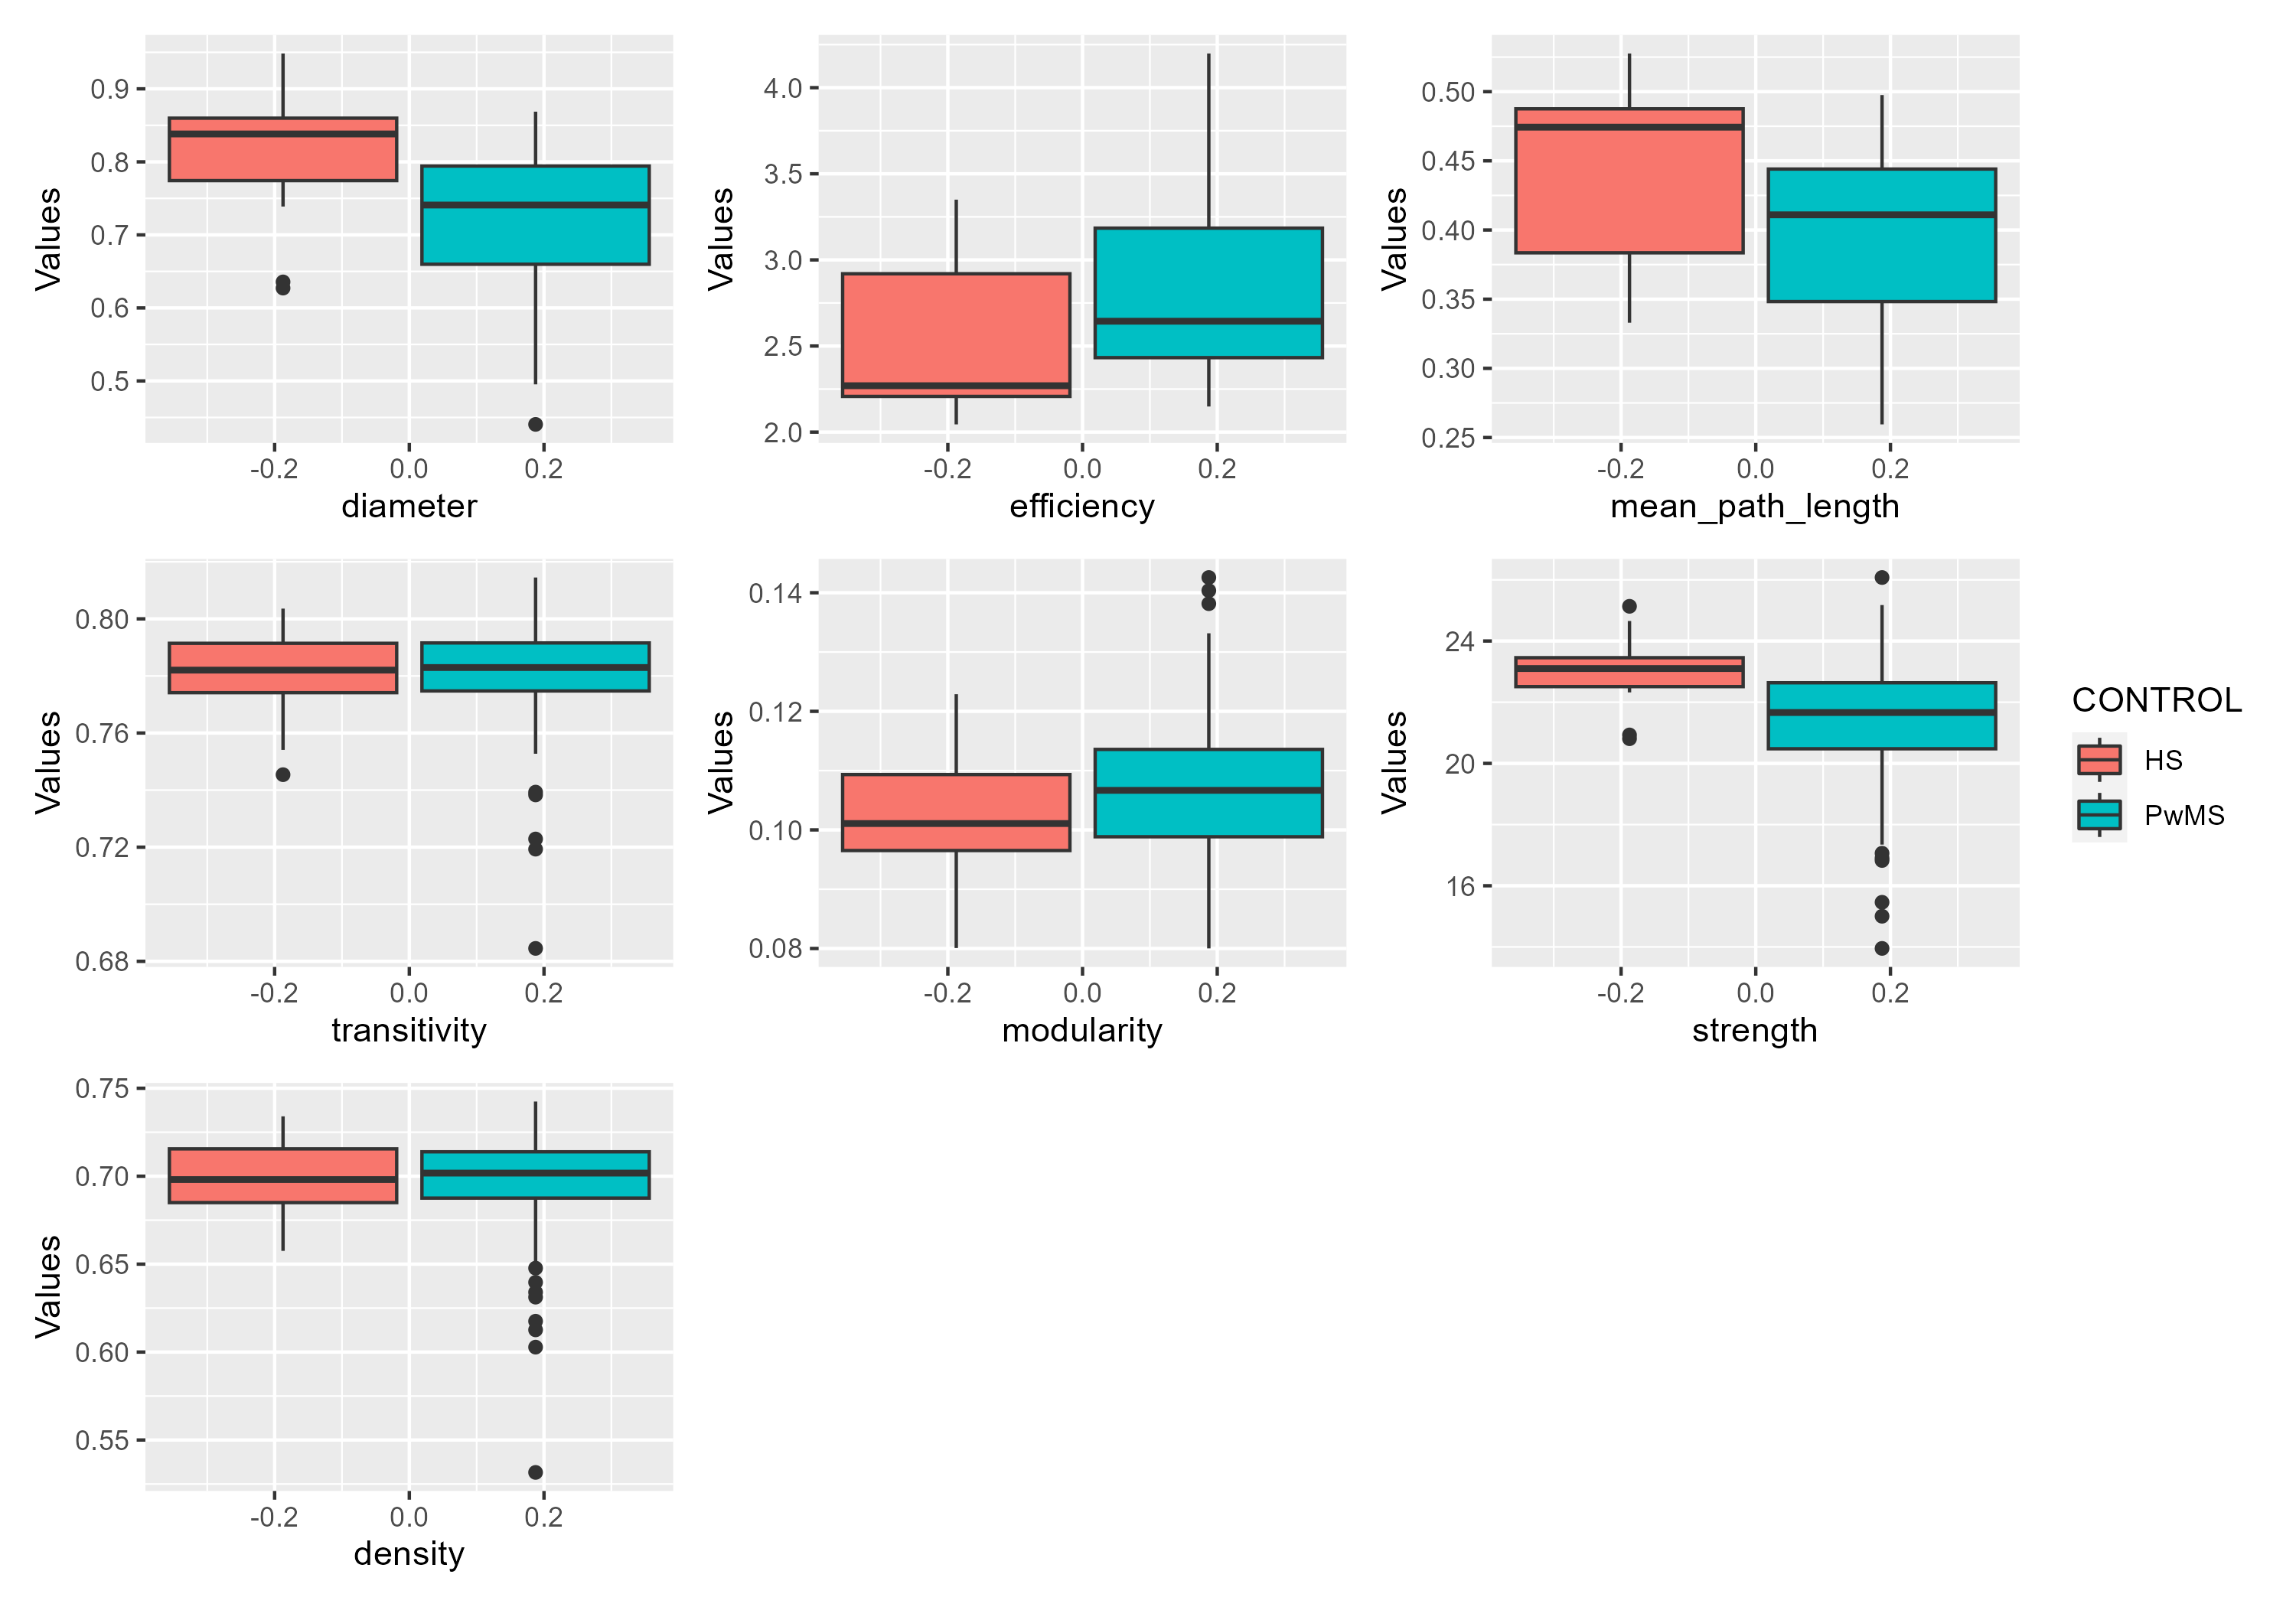 0.9
0.8
0.7
0.6
0.5
Values
-0.2 0.0 0.2
diameter
4.0
3.5
3.0
2.5
2.0
Values
-0.2 0.0 0.2
efficiency
0.50
0.45
0.40
0.35
0.30
0.25
Values
-0.2 0.0 0.2
mean_path_length
0.80
0.76
0.72
0.68
Values
-0.2 0.0 0.2
transitivity
0.14
0.12
0.10
0.08
Values
-0.2 0.0 0.2
modularity
24
20
16
Values
-0.2 0.0 0.2
strength
CONTROL
HS
PwMS
0.75
0.70
0.65
0.60
0.55
Values
-0.2 0.0 0.2
density